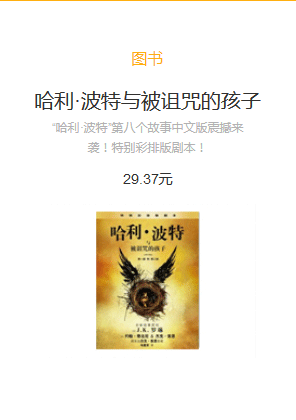 图书
哈利·波特与被诅咒的孩子
“哈利·波特”第八个故事中文版震撼来
袭！特别彩排版剧本！
29.37元
哈利·波特
与
被诅咒的孩子
J.K. 罗琳